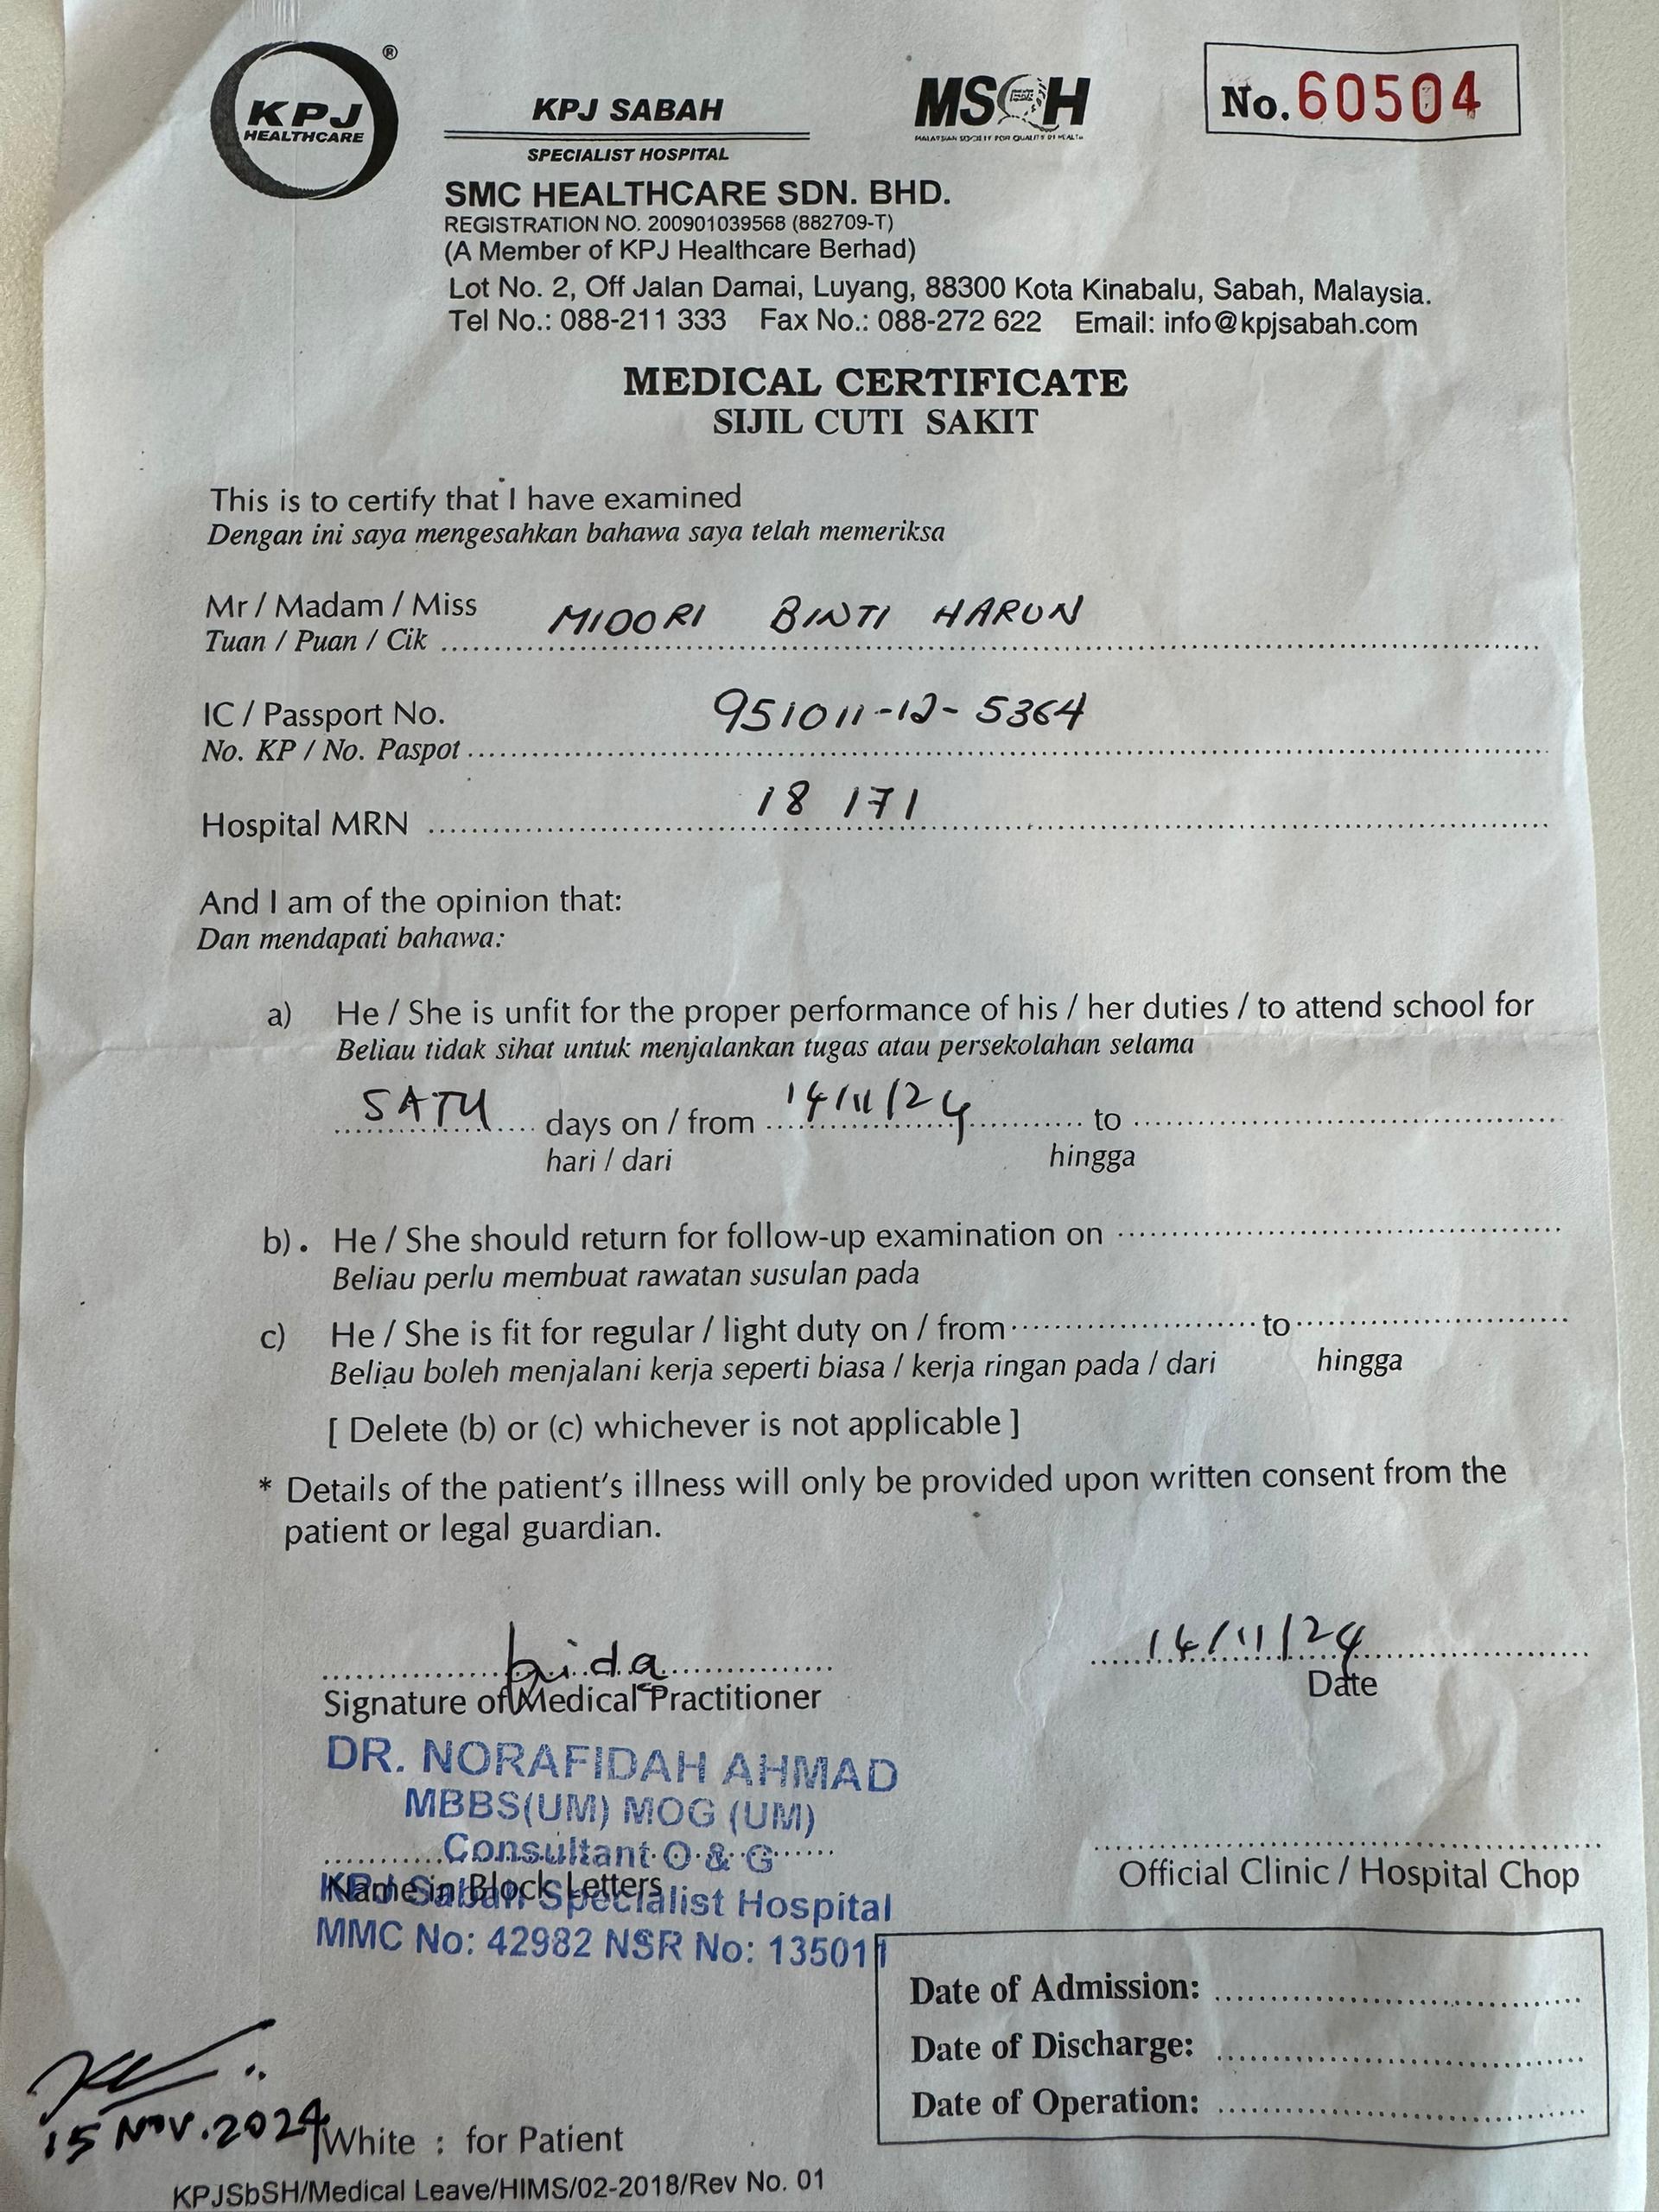 KPJ
HEALTHCARE
®
KPJ SABAH
SPECIALIST HOSPITAL
MSQH
MALAYSIAN SOCIETY FOR QUALITY IN HEALTH
No. 60504
SMC HEALTHCARE SDN. BHD.
REGISTRATION NO. 200901039568 (882709-T)
(A Member of KPJ Healthcare Berhad)
Lot No. 2, Off Jalan Damai, Luyang, 88300 Kota Kinabalu, Sabah, Malaysia.
Tel No.: 088-211 333 Fax No.: 088-272 622 Email: info@kpjsabah.com
MEDICAL CERTIFICATE
SIJIL CUTI SAKIT
This is to certify that I have examined
Dengan ini saya mengesahkan bahawa saya telah memeriksa
Mr / Madam / Miss MIDORI BINTI HARUN
Tuan / Puan / Cik
IC / Passport No. 951011-12-5364
No. KP / No. Paspot
Hospital MRN 18 171
And I am of the opinion that:
Dan mendapati bahawa:
a) He / She is unfit for the proper performance of his / her duties / to attend school for
Beliau tidak sihat untuk menjalankan tugas atau persekolahan selama
SATU days on / from 14/11/24 to
hari / dari hingga
b). He / She should return for follow-up examination on
Beliau perlu membuat rawatan susulan pada
c) He / She is fit for regular / light duty on / from to
Beliau boleh menjalani kerja seperti biasa / kerja ringan pada / dari hingga
[ Delete (b) or (c) whichever is not applicable ]
* Details of the patient's illness will only be provided upon written consent from the
patient or legal guardian.
14/11/24
Signature of Medical Practitioner Date
DR. NORAFIDAH AHMAD
MBBS(UM) MOG (UM)
Consultant O & G
Name in Block Letters
KPJ Sabah Specialist Hospital
MMC No: 42982 NSR No: 135011
Official Clinic / Hospital Chop
Date of Admission:
Date of Discharge:
Date of Operation:
15 Nov. 2024
White : for Patient
KPJSbSH/Medical Leave/HIMS/02-2018/Rev No. 01